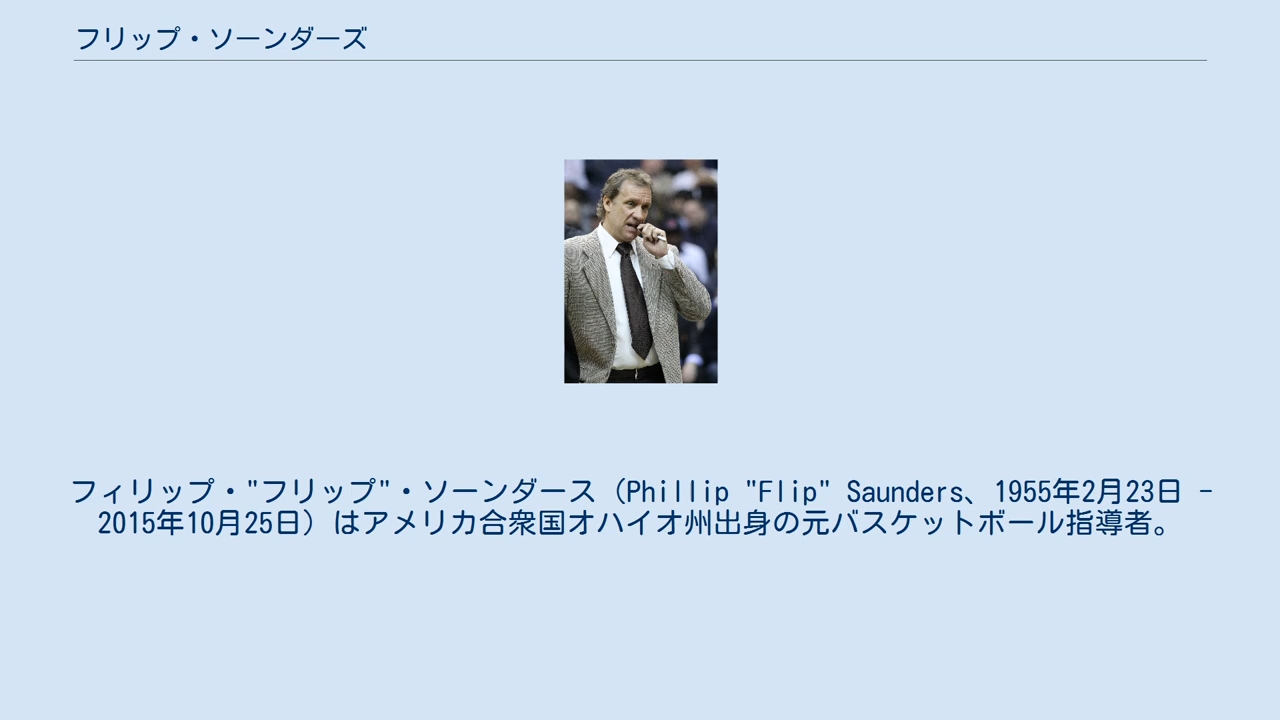 フリップ・ソーンダーズ
フィリップ・"フリップ"・ソーンダース（Phillip "Flip" Saunders、1955年2月23日 -
2015年10月25日）はアメリカ合衆国オハイオ州出身の元バスケットボール指導者。